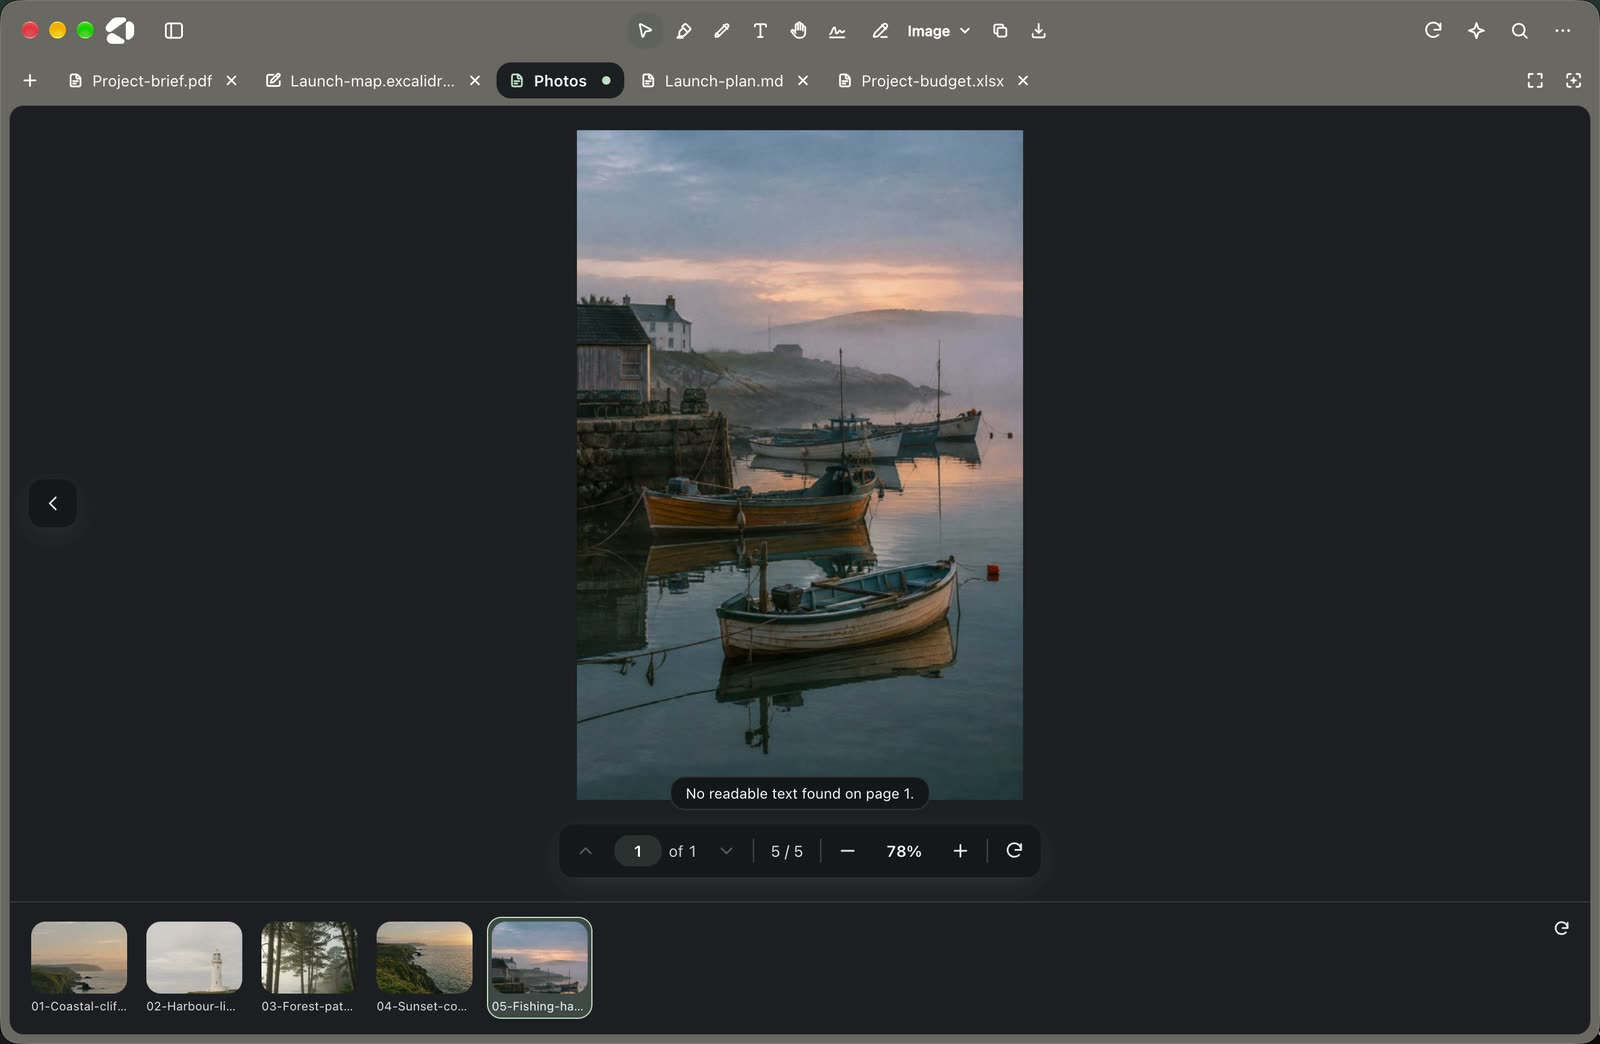 Image
Project-brief.pdf
Launch-map.excalidr...
Photos
Launch-plan.md
Project-budget.xlsx
No readable text found on page 1.
1 of 1
5 / 5
78%
01-Coastal-clif...
02-Harbour-li...
03-Forest-pat...
04-Sunset-co...
05-Fishing-ha...